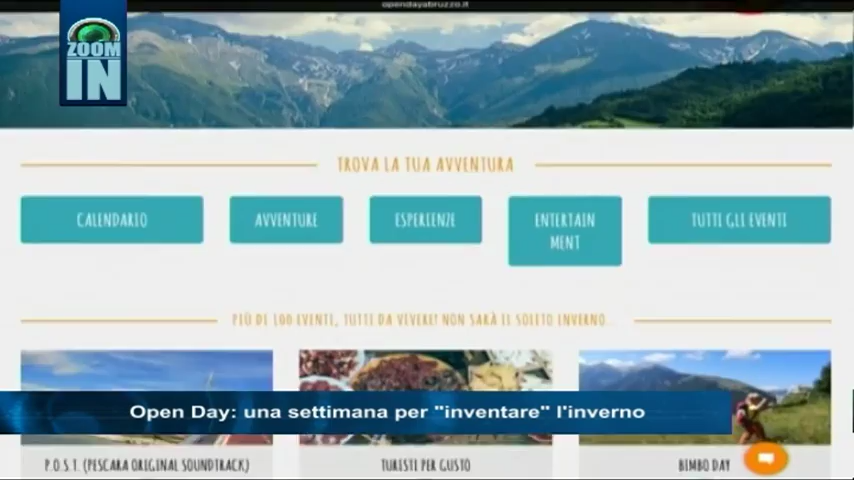 opendayabruzzo.it
ZOOM
IN
TROVA LA TUA AVVENTURA
CALENDARIO
AVVENTURE
ESPERIENZE
ENTERTAIN
MENT
TUTTI GLI EVENTI
PIÙ DI 100 EVENTI, TUTTI DA VIVERE! NON SARÀ IL SOLITO INVERNO...
Open Day: una settimana per "inventare" l'inverno
P.O.S.T. (PESCARA ORIGINAL SOUNDTRACK)
TURISTI PER GUSTO
BIMBO DAY